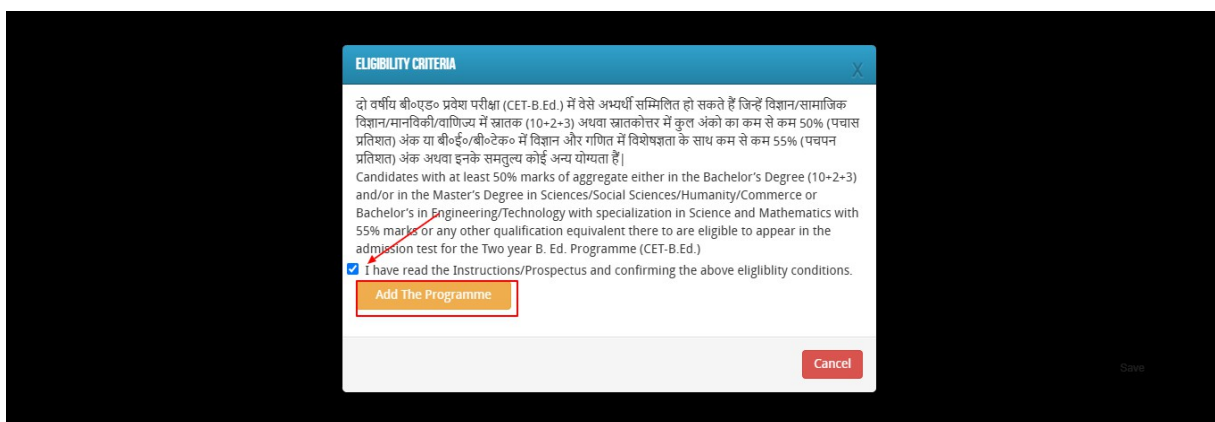 ELIGIBILITY CRITERIA
X
दो वर्षीय बी०एड० प्रवेश परीक्षा (CET-B.Ed.) में वेसे अभ्यर्थी सम्मिलित हो सकते हैं जिन्हें विज्ञान/सामाजिक
विज्ञान/मानविकी/वाणिज्य में स्नातक (10+2+3) अथवा स्नातकोत्तर में कुल अंको का कम से कम 50% (पचास
प्रतिशत) अंक या बी०ई०/बी०टेक० में विज्ञान और गणित में विशेषज्ञता के साथ कम से कम 55% (पचपन
प्रतिशत) अंक अथवा इनके समतुल्य कोई अन्य योग्यता हैं|
Candidates with at least 50% marks of aggregate either in the Bachelor’s Degree (10+2+3)
and/or in the Master’s Degree in Sciences/Social Sciences/Humanity/Commerce or
Bachelor’s in Engineering/Technology with specialization in Science and Mathematics with
55% marks or any other qualification equivalent there to are eligible to appear in the
admission test for the Two year B. Ed. Programme (CET-B.Ed.)
I have read the Instructions/Prospectus and confirming the above eligliblity conditions.
Add The Programme
Cancel
Save